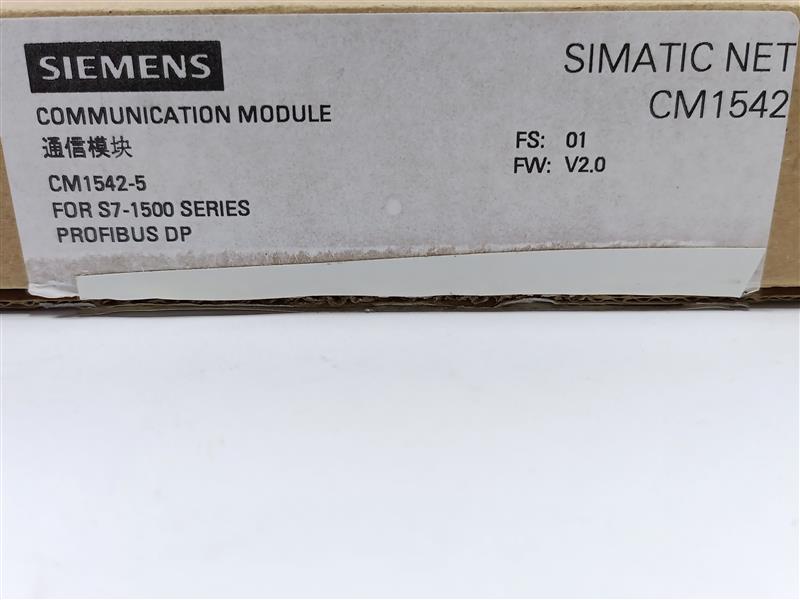 SIEMENS
SIMATIC NET
CM1542
COMMUNICATION MODULE
通信模块
CM1542-5
FOR S7-1500 SERIES
PROFIBUS DP
FS: 01
FW: V2.0